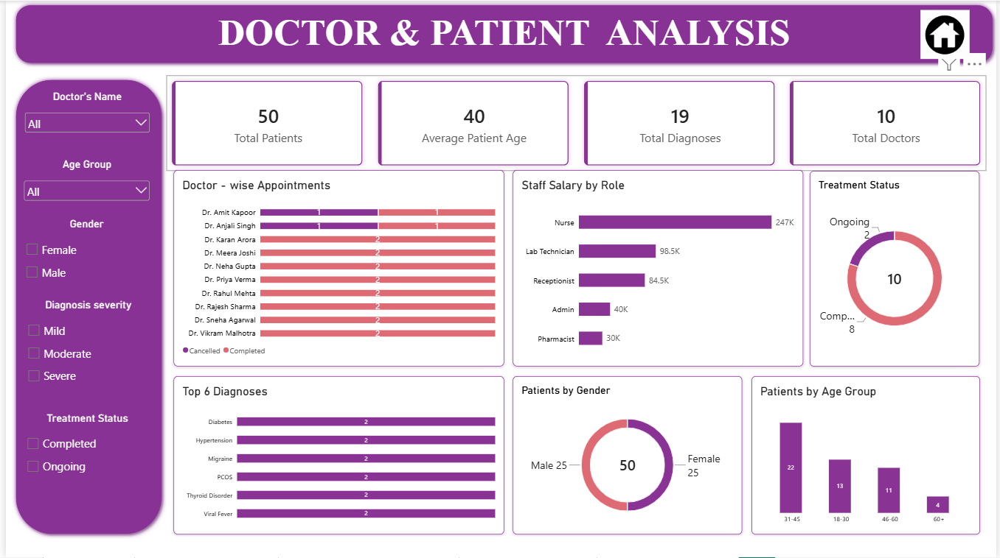 DOCTOR & PATIENT ANALYSIS
Doctor's Name
All
Age Group
All
Gender
Female
Male
Diagnosis severity
Mild
Moderate
Severe
Treatment Status
Completed
Ongoing
50
Total Patients
40
Average Patient Age
19
Total Diagnoses
10
Total Doctors
Doctor - wise Appointments
Dr. Amit Kapoor 1 1
Dr. Anjali Singh 1 1
Dr. Karan Arora 2
Dr. Meera Joshi 2
Dr. Neha Gupta 2
Dr. Priya Verma 2
Dr. Rahul Mehta 2
Dr. Rajesh Sharma 2
Dr. Sneha Agarwal 2
Dr. Vikram Malhotra 2
Cancelled Completed
Staff Salary by Role
Nurse 247K
Lab Technician 98.5K
Receptionist 84.5K
Admin 40K
Pharmacist 30K
Treatment Status
Ongoing
2
10
Comp...
8
Top 6 Diagnoses
Diabetes 2
Hypertension 2
Migraine 2
PCOS 2
Thyroid Disorder 2
Viral Fever 2
Patients by Gender
Male 25
50
Female
25
Patients by Age Group
22
13
11
4
31-45 18-30 46-60 60+